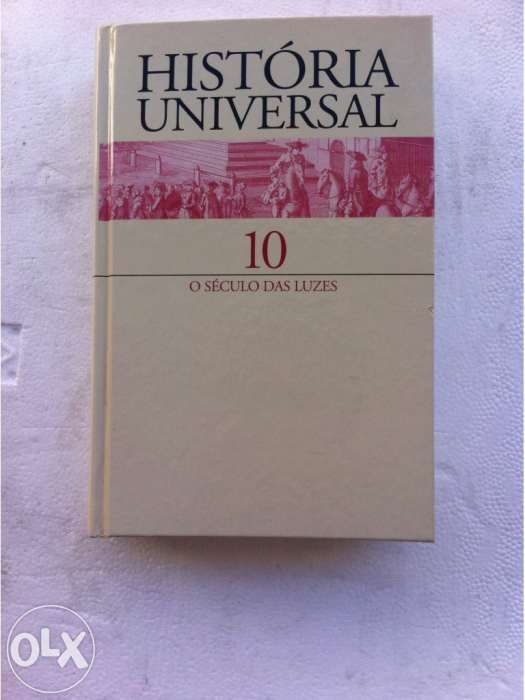 HISTÓRIA
UNIVERSAL
10
O SÉCULO DAS LUZES
OLX